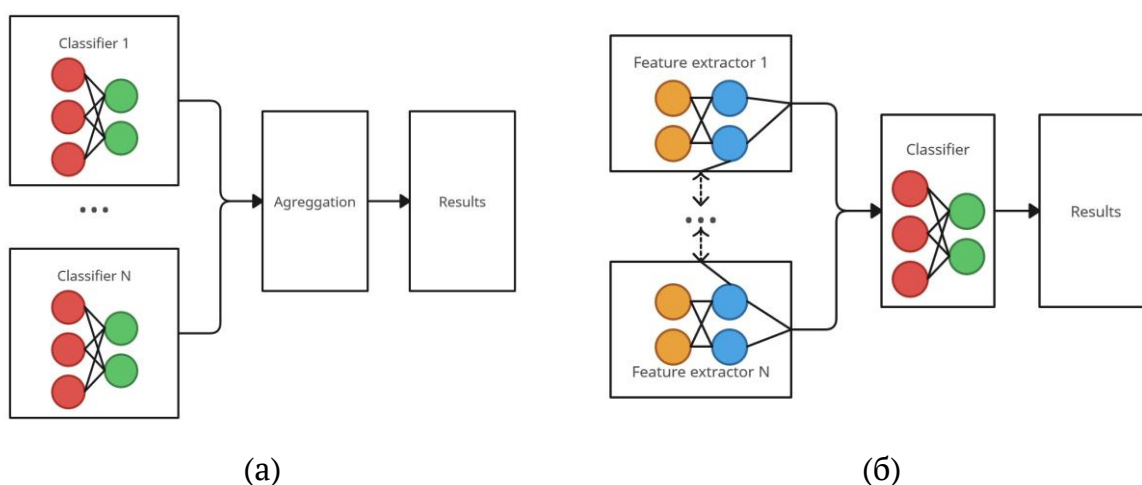 Classifier 1
Classifier N
Agreggation
Results
(а)
Feature extractor 1
Feature extractor N
Classifier
Results
(б)